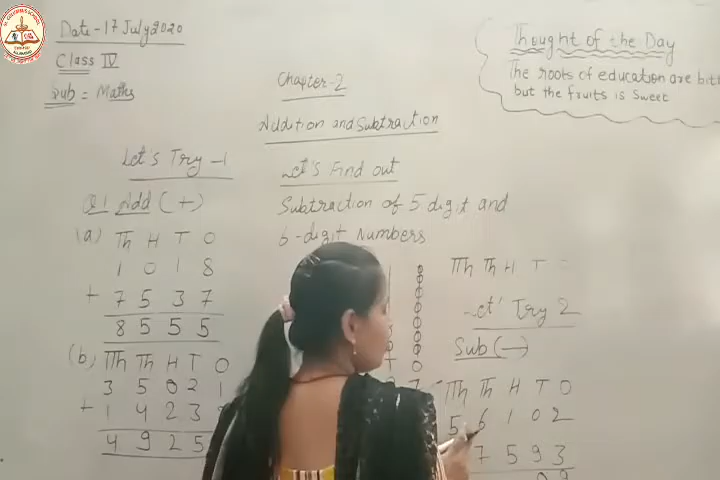 Date - 17 July 2020
Class IV
Sub = Maths
Thought of the Day
The roots of education are
but the fruits is Sweet
Chapter-2
Addition and Subtraction
Let's Try -1
Q1 Add (+)
(a) Th H T O
1 0 1 8
+ 7 5 3 7
8 5 5 5
(b) TTh Th H T O
3 5 0 2 1
+ 1 4 2 3
4 9 2 5
Let's Find out
Subtraction of 5 digit and
6-digit Numbers
TTh Th H T O
Let' Try 2
Sub (-)
TTh Th H T O
5 6 1 0 2
7 5 9 3
0 9